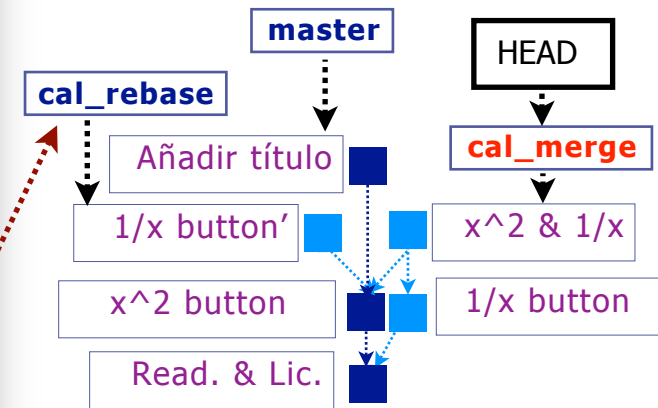 master
HEAD
cal_rebase
cal_merge
Añadir título
1/x button’
x^2 & 1/x
x^2 button
1/x button
Read. & Lic.